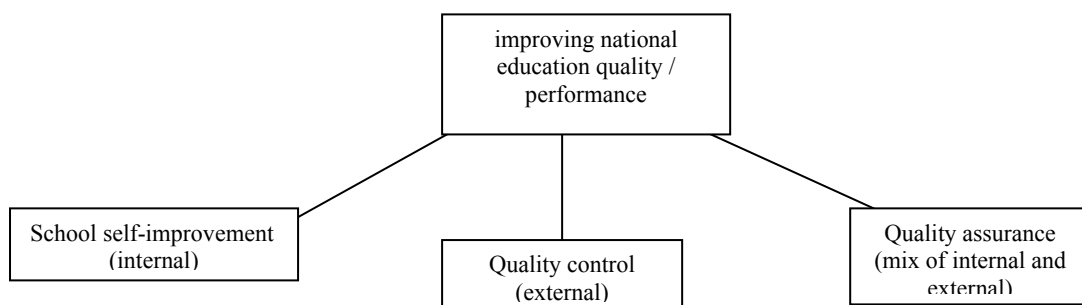 improving national
education quality /
performance
School self-improvement
(internal)
Quality control
(external)
Quality assurance
(mix of internal and
external)